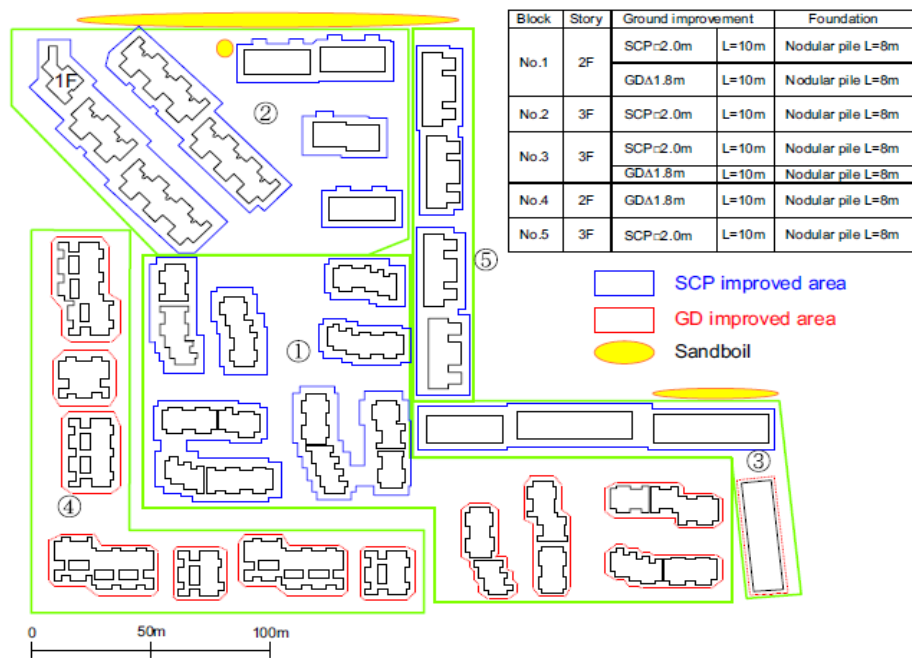 Block Story Ground improvement Foundation
No.1 2F SCP□2.0m L=10m Nodular pile L=8m
GDΔ1.8m L=10m Nodular pile L=8m
No.2 3F SCP□2.0m L=10m Nodular pile L=8m
No.3 3F SCP□2.0m L=10m Nodular pile L=8m
GDΔ1.8m L=10m Nodular pile L=8m
No.4 2F GDΔ1.8m L=10m Nodular pile L=8m
No.5 3F SCP□2.0m L=10m Nodular pile L=8m
1F
②
⑤
SCP improved area
GD improved area
Sandboil
①
③
④
0 50m 100m